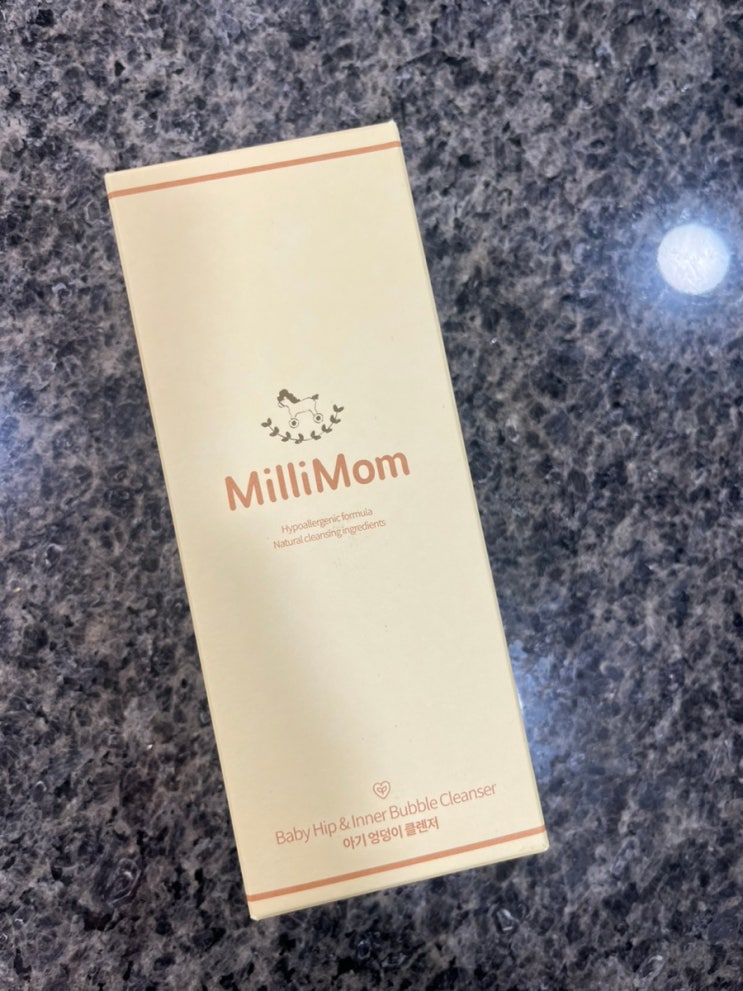 MilliMom
Hypoallergenic formula
Natural cleansing ingredients
Baby Hip & Inner Bubble Cleanser
아기 엉덩이 클렌저